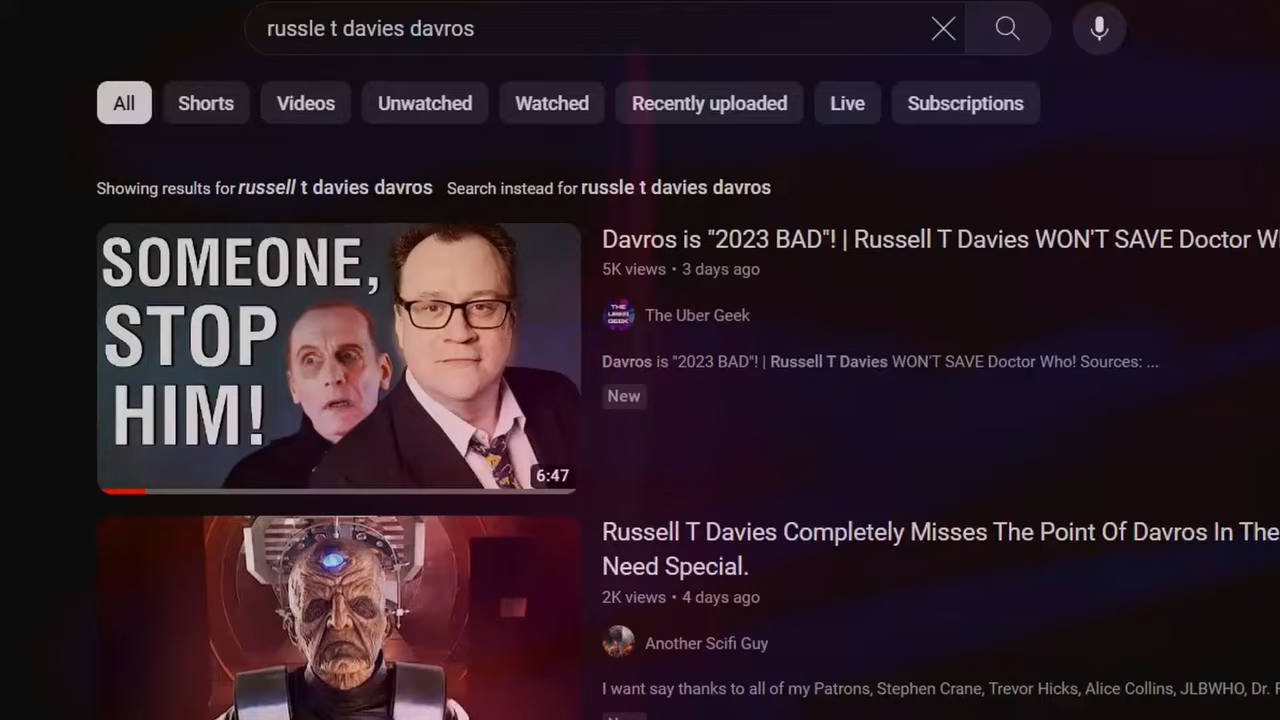 russle t davies davros
All Shorts Videos Unwatched Watched Recently uploaded Live Subscriptions
Showing results for russell t davies davros Search instead for russle t davies davros
SOMEONE,
STOP
HIM!
6:47
Davros is "2023 BAD"! | Russell T Davies WON'T SAVE Doctor W
5K views • 3 days ago
THE
UBER
GEEK
The Uber Geek
Davros is "2023 BAD"! | Russell T Davies WON'T SAVE Doctor Who! Sources: ...
New
Russell T Davies Completely Misses The Point Of Davros In The
Need Special.
2K views • 4 days ago
Another Scifi Guy
I want say thanks to all of my Patrons, Stephen Crane, Trevor Hicks, Alice Collins, JLBWHO, Dr.